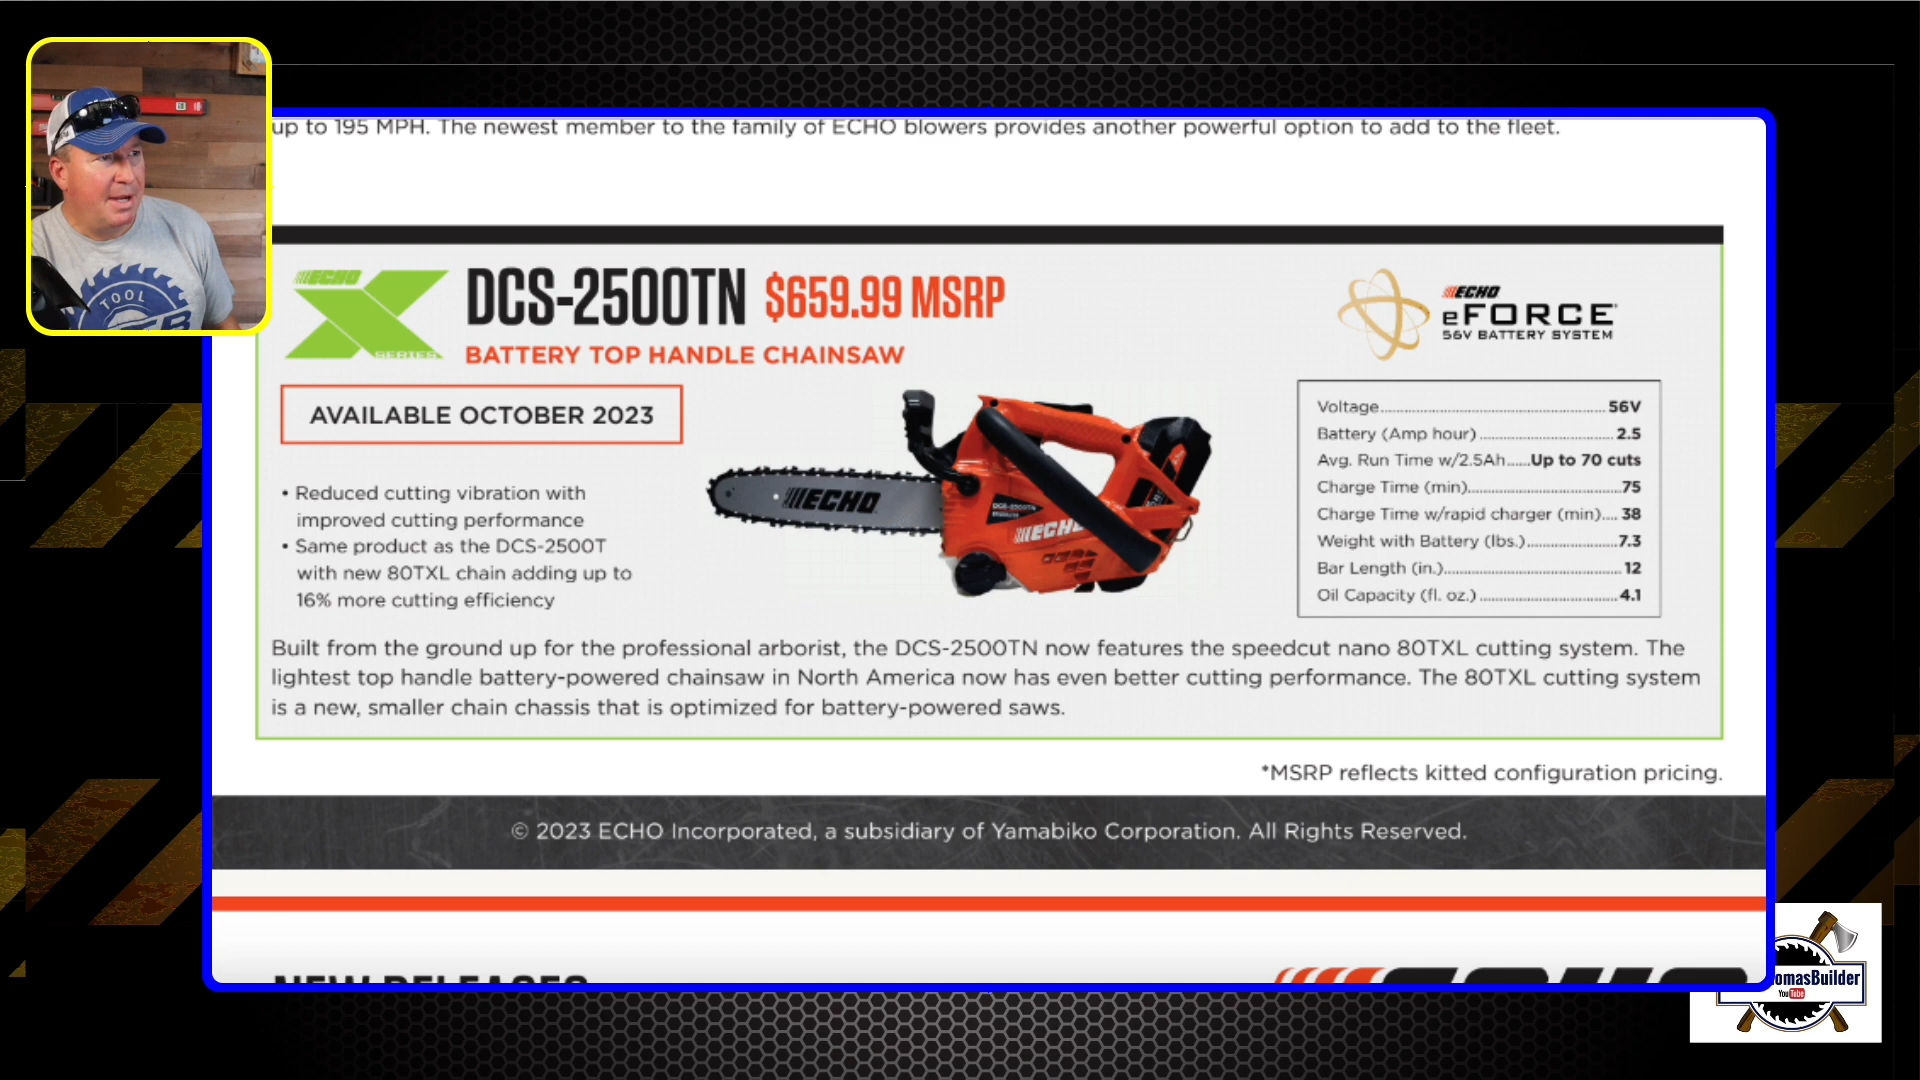 up to 195 MPH. The newest member to the family of ECHO blowers provides another powerful option to add to the fleet.
ECHO
X
SERIES
DCS-2500TN $659.99 MSRP
BATTERY TOP HANDLE CHAINSAW
ECHO
eFORCE
56V BATTERY SYSTEM
AVAILABLE OCTOBER 2023
• Reduced cutting vibration with
improved cutting performance
• Same product as the DCS-2500T
with new 80TXL chain adding up to
16% more cutting efficiency
ECHO
DCS-2500TN
ECHO
Voltage 56V
Battery (Amp hour) 2.5
Avg. Run Time w/2.5Ah Up to 70 cuts
Charge Time (min) 75
Charge Time w/rapid charger (min) 38
Weight with Battery (lbs.) 7.3
Bar Length (in.) 12
Oil Capacity (fl. oz.) 4.1
Built from the ground up for the professional arborist, the DCS-2500TN now features the speedcut nano 80TXL cutting system. The
lightest top handle battery-powered chainsaw in North America now has even better cutting performance. The 80TXL cutting system
is a new, smaller chain chassis that is optimized for battery-powered saws.
*MSRP reflects kitted configuration pricing.
© 2023 ECHO Incorporated, a subsidiary of Yamabiko Corporation. All Rights Reserved.
NEW RELEASES
ECHO
TOOL
omasBuilder
YouTube